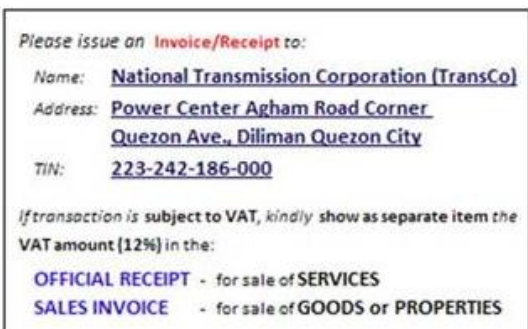 Please issue an Invoice/Receipt to:
Name: National Transmission Corporation (TransCo)
Address: Power Center Agham Road Corner
Quezon Ave., Diliman Quezon City
TIN: 223-242-186-000
If transaction is subject to VAT, kindly show as separate item the
VAT amount (12%) in the:
OFFICIAL RECEIPT - for sale of SERVICES
SALES INVOICE - for sale of GOODS or PROPERTIES